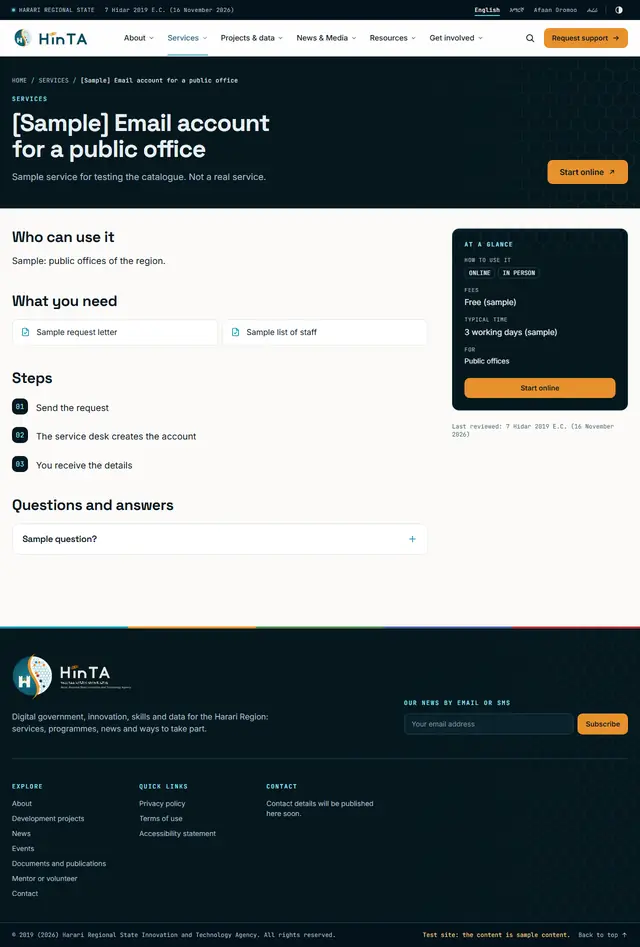 HARARI REGIONAL STATE 7 Hidar 2019 E.C. (16 November 2026) English አማርኛ Afaan Oromoo
HinTA About Services Projects & data News & Media Resources Get involved Request support →
HOME / SERVICES / [Sample] Email account for a public office
SERVICES
[Sample] Email account
for a public office
Sample service for testing the catalogue. Not a real service.
Start online ↗
Who can use it
Sample: public offices of the region.
What you need
Sample request letter
Sample list of staff
Steps
01 Send the request
02 The service desk creates the account
03 You receive the details
Questions and answers
Sample question? +
AT A GLANCE
HOW TO USE IT
ONLINE IN PERSON
FEES
Free (sample)
TYPICAL TIME
3 working days (sample)
FOR
Public offices
Start online
Last reviewed: 7 Hidar 2019 E.C. (16 November
2026)
HinTA
Digital government, innovation, skills and data for the Harari Region:
services, programmes, news and ways to take part.
OUR NEWS BY EMAIL OR SMS
Your email address Subscribe
EXPLORE
About
Development projects
News
Events
Documents and publications
Mentor or volunteer
Contact
QUICK LINKS
Privacy policy
Terms of use
Accessibility statement
CONTACT
Contact details will be published
here soon.
© 2019 (2026) Harari Regional State Innovation and Technology Agency. All rights reserved.
Test site: the content is sample content. Back to top ↑